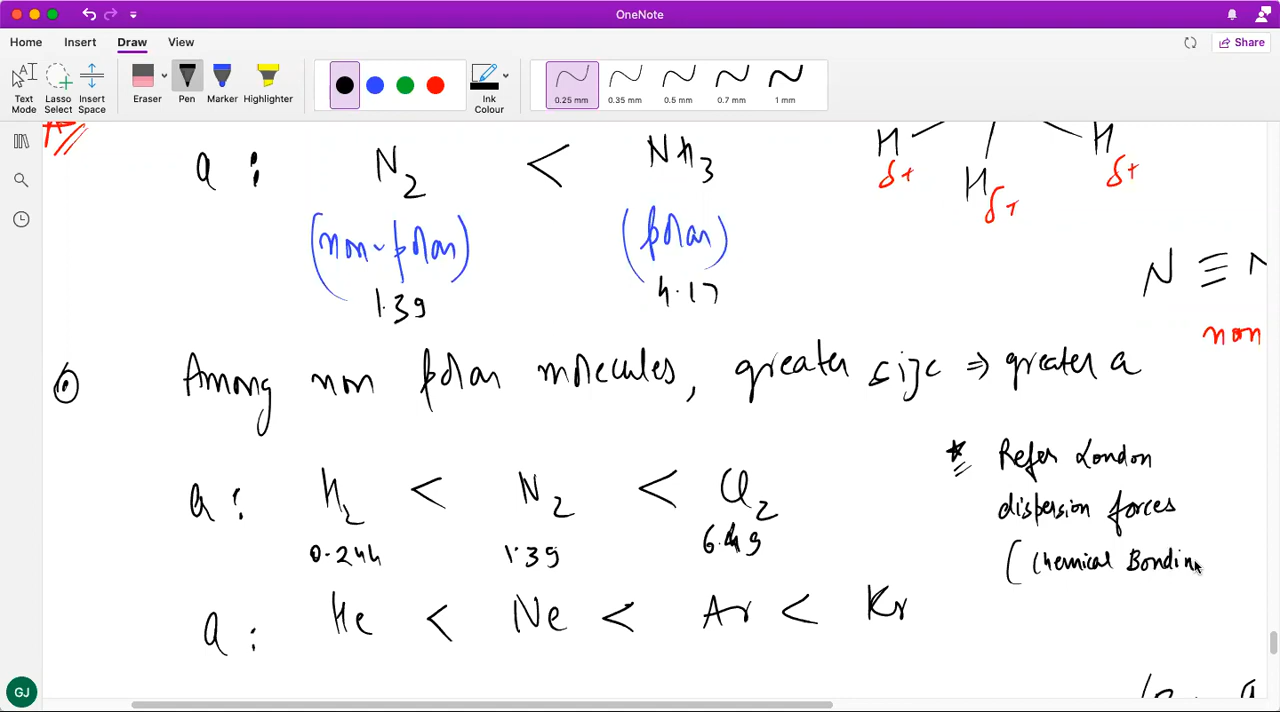 OneNote
Home Insert Draw View Share
Text Mode Lasso Select Insert Space Eraser Pen Marker Highlighter Ink Colour 0.25 mm 0.35 mm 0.5 mm 0.7 mm 1 mm
a : N2 < NH3
H H H
δ+ δ+ δ+
(non-polar) (polar)
1.39 4.17
N ≡ N
non
Among non polar molecules, greater size ⇒ greater a
a : H2 < N2 < Cl2
0.244 1.39 6.49
* Refer London
dispersion forces
(Chemical Bondin
a : He < Ne < Ar < Kr
GJ